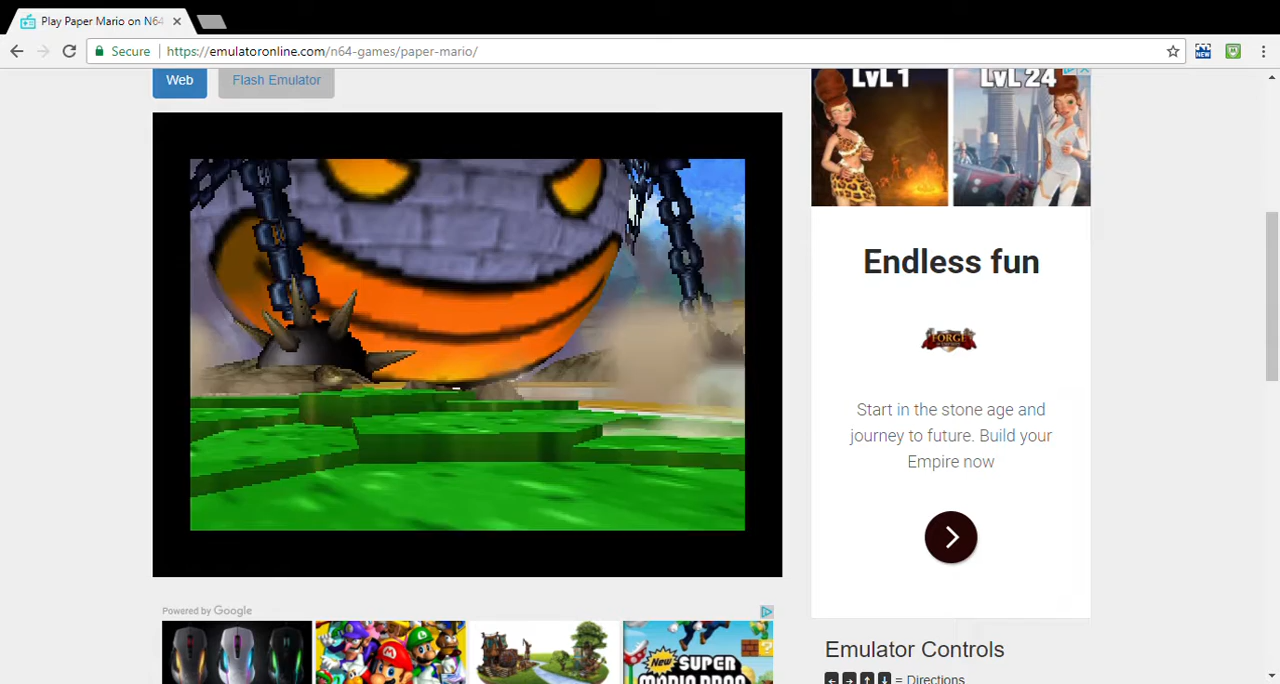 Play Paper Mario on N64
Secure
https://emulatoronline.com/n64-games/paper-mario/
NEW
Web
Flash Emulator
LVL 1
LVL 24
Endless fun
FORGE
Start in the stone age and
journey to future. Build your
Empire now
Powered by Google
New
SUPER
Emulator Controls
= Directions